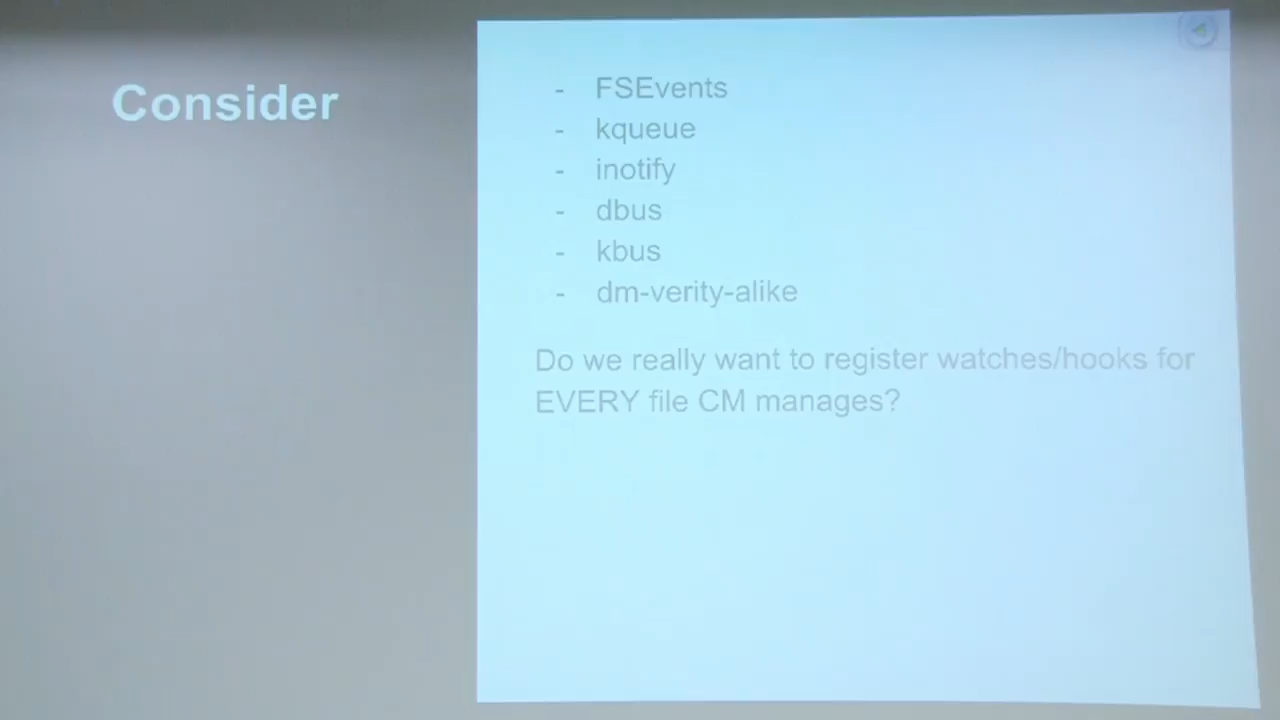 Consider
- FSEvents
- kqueue
- inotify
- dbus
- kbus
- dm-verity-alike
Do we really want to register watches/hooks for
EVERY file CM manages?